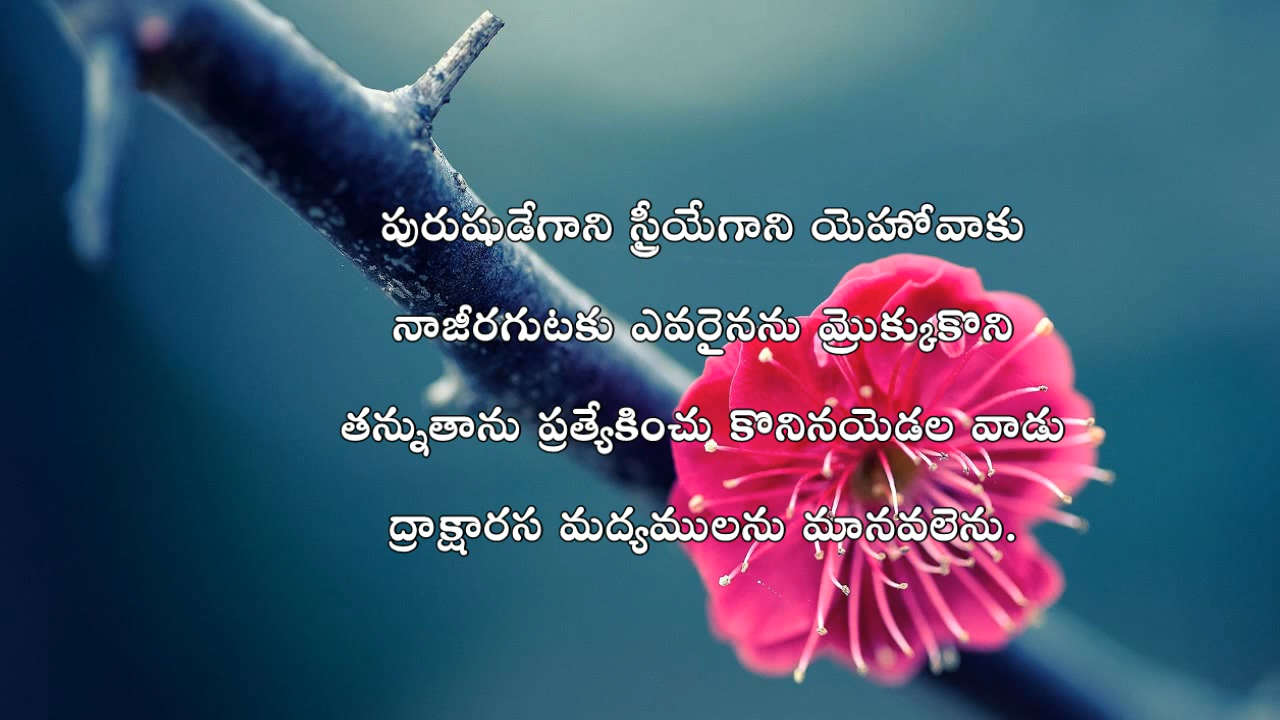 పురుషుడేగాని స్త్రీయేగాని యెహోవాకు
నాజీరగుటకు ఎవరైనను మ్రొక్కుకొని
తన్నుతాను ప్రత్యేకించు కొనినయెడల వాడు
ద్రాక్షారస మద్యములను మానవలెను.